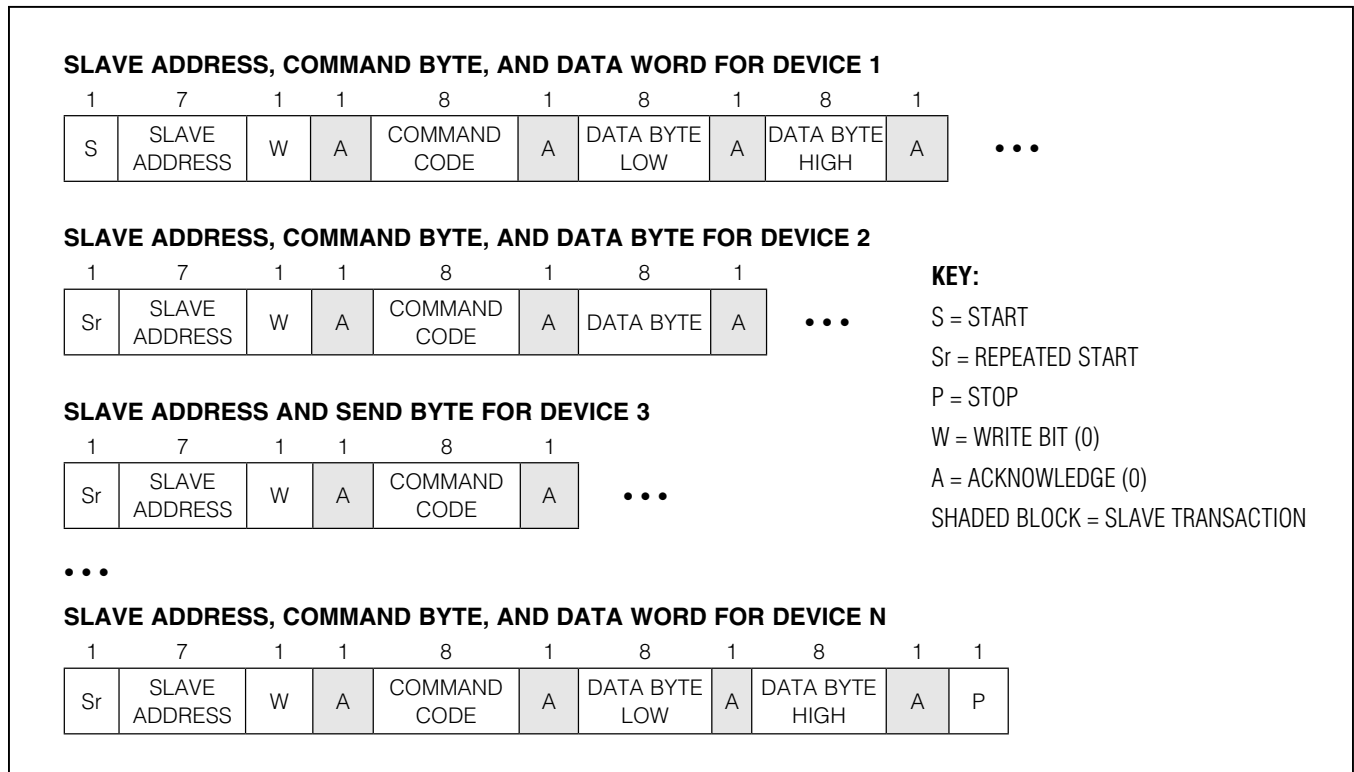 SLAVE ADDRESS, COMMAND BYTE, AND DATA WORD FOR DEVICE 1
1 7 1 1 8 1 8 1 8 1
S SLAVE ADDRESS W A COMMAND CODE A DATA BYTE LOW A DATA BYTE HIGH A •••
SLAVE ADDRESS, COMMAND BYTE, AND DATA BYTE FOR DEVICE 2
1 7 1 1 8 1 8 1
Sr SLAVE ADDRESS W A COMMAND CODE A DATA BYTE A •••
SLAVE ADDRESS AND SEND BYTE FOR DEVICE 3
1 7 1 1 8 1
Sr SLAVE ADDRESS W A COMMAND CODE A •••
•••
SLAVE ADDRESS, COMMAND BYTE, AND DATA WORD FOR DEVICE N
1 7 1 1 8 1 8 1 8 1 1
Sr SLAVE ADDRESS W A COMMAND CODE A DATA BYTE LOW A DATA BYTE HIGH A P
KEY:
S = START
Sr = REPEATED START
P = STOP
W = WRITE BIT (0)
A = ACKNOWLEDGE (0)
SHADED BLOCK = SLAVE TRANSACTION